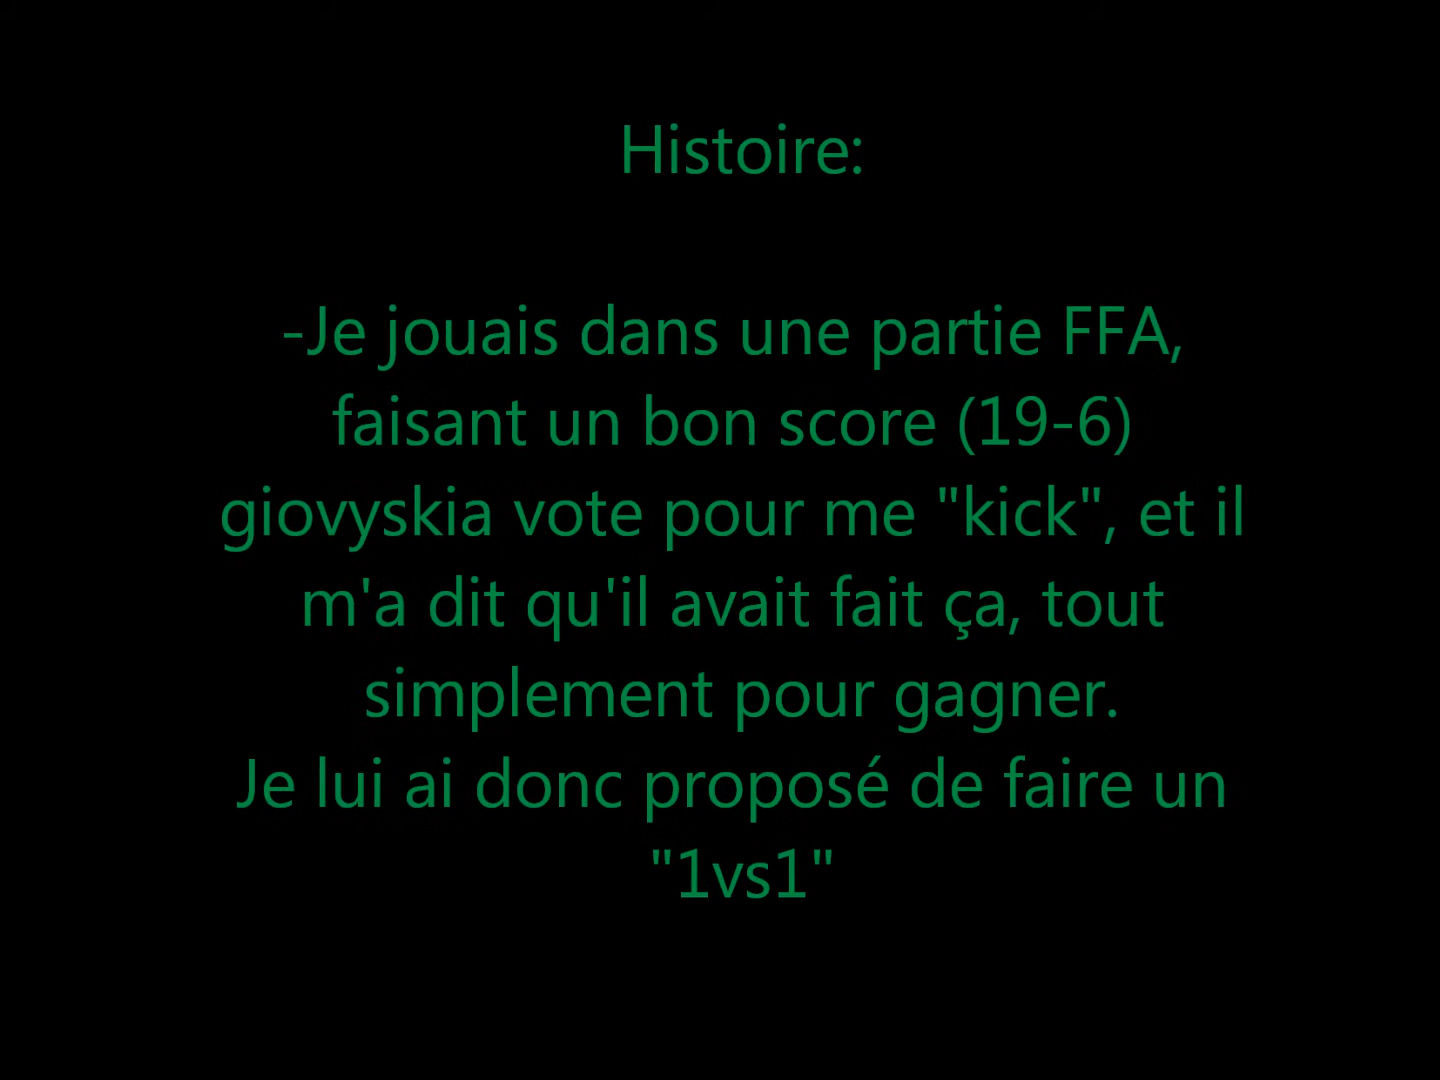 Histoire:
-Je jouais dans une partie FFA,
faisant un bon score (19-6)
giovyskia vote pour me "kick", et il
m'a dit qu'il avait fait ça, tout
simplement pour gagner.
Je lui ai donc proposé de faire un
"1vs1"